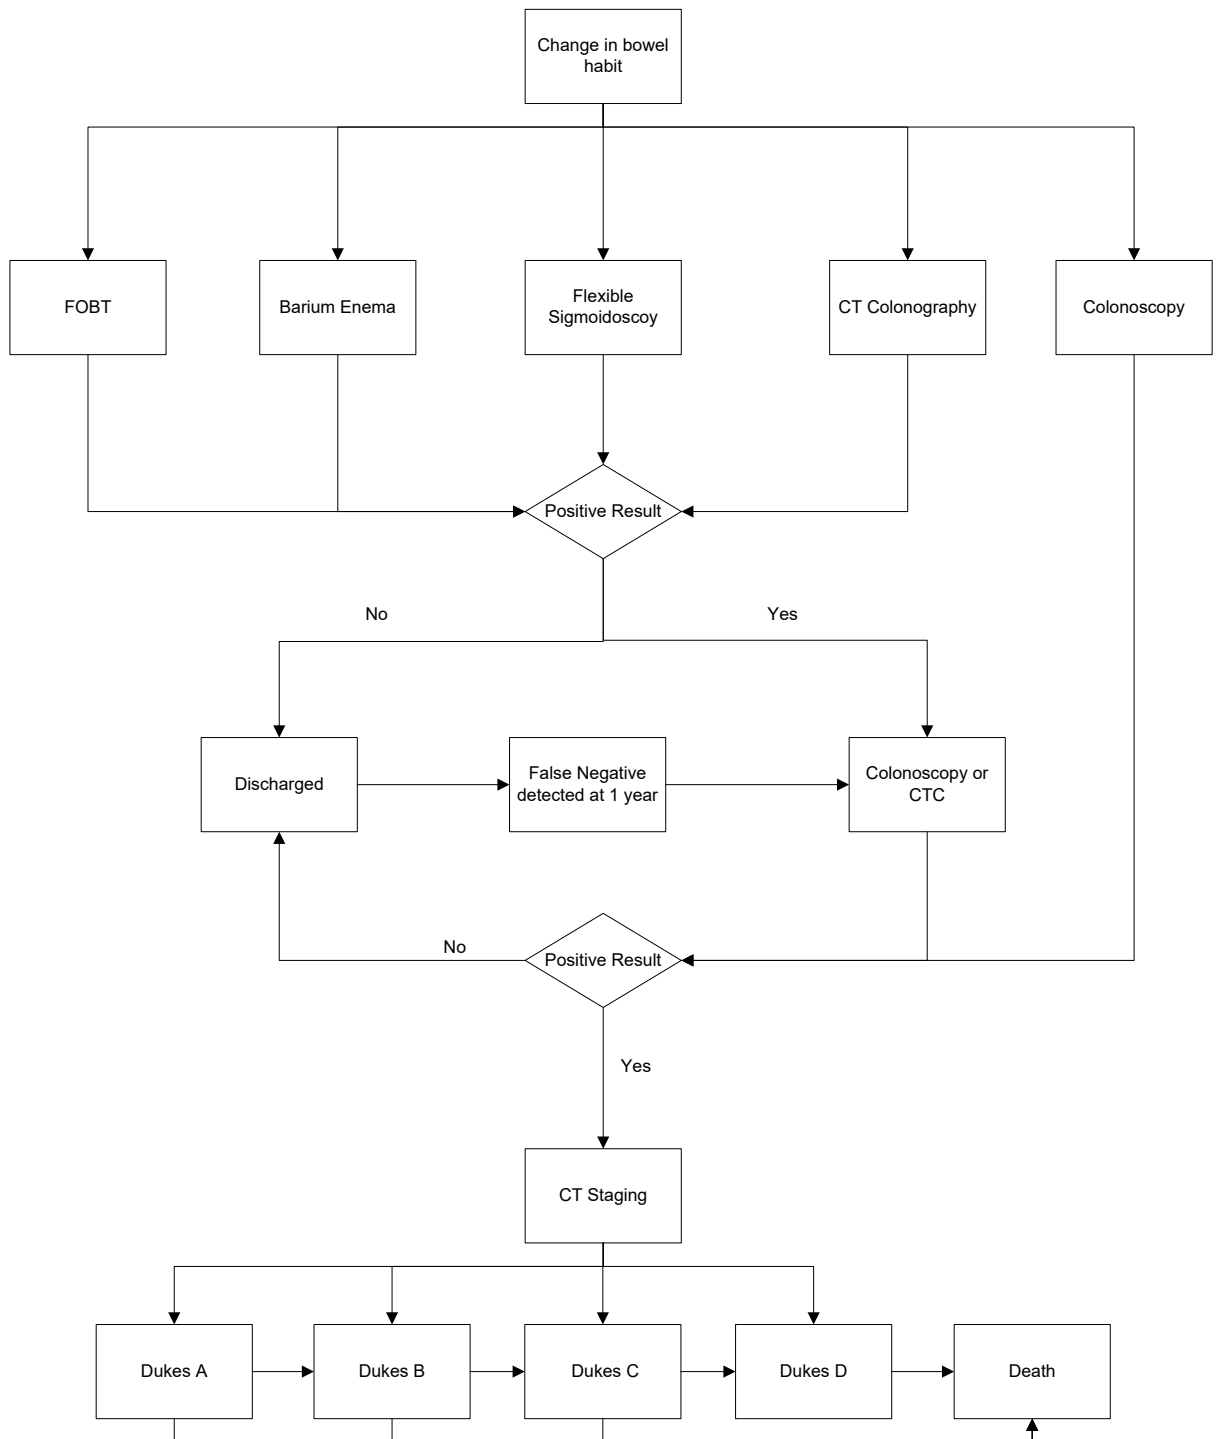 Change in bowel
habit
FOBT
Barium Enema
Flexible
Sigmoidoscoy
CT Colonography
Colonoscopy
Positive Result
No
Yes
Discharged
False Negative
detected at 1 year
Colonoscopy or
CTC
No
Positive Result
Yes
CT Staging
Dukes A
Dukes B
Dukes C
Dukes D
Death